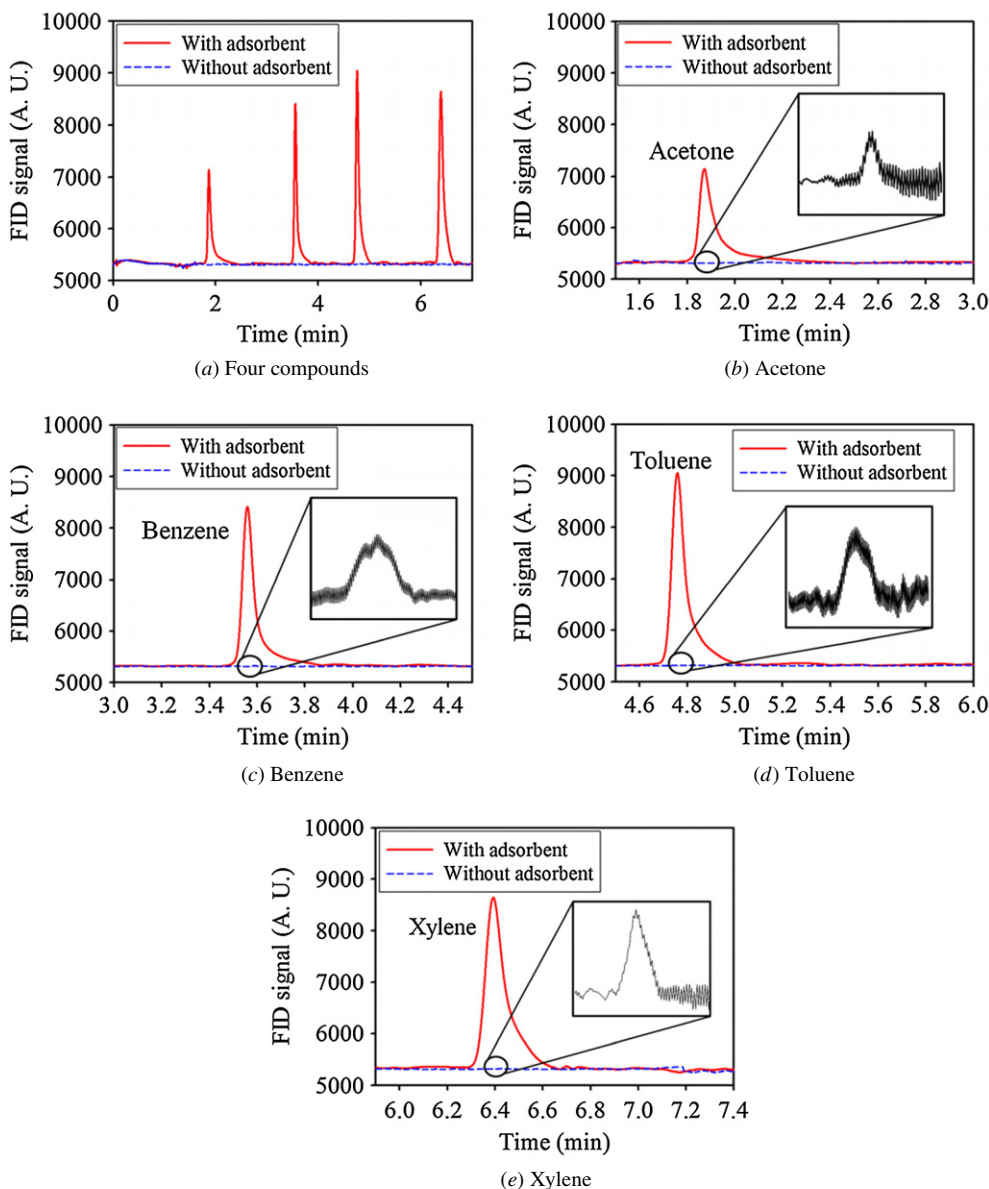 10000
9000
8000
7000
6000
5000
FID signal (A. U.)
With adsorbent
Without adsorbent
0 2 4 6
Time (min)
(a) Four compounds
10000
9000
8000
7000
6000
5000
FID signal (A. U.)
With adsorbent
Without adsorbent
Acetone
1.6 1.8 2.0 2.2 2.4 2.6 2.8 3.0
Time (min)
(b) Acetone
10000
9000
8000
7000
6000
5000
FID signal (A. U.)
With adsorbent
Without adsorbent
Benzene
3.0 3.2 3.4 3.6 3.8 4.0 4.2 4.4
Time (min)
(c) Benzene
10000
9000
8000
7000
6000
5000
FID signal (A. U.)
With adsorbent
Without adsorbent
Toluene
4.6 4.8 5.0 5.2 5.4 5.6 5.8 6.0
Time (min)
(d) Toluene
10000
9000
8000
7000
6000
5000
FID signal (A. U.)
With adsorbent
Without adsorbent
Xylene
6.0 6.2 6.4 6.6 6.8 7.0 7.2 7.4
Time (min)
(e) Xylene